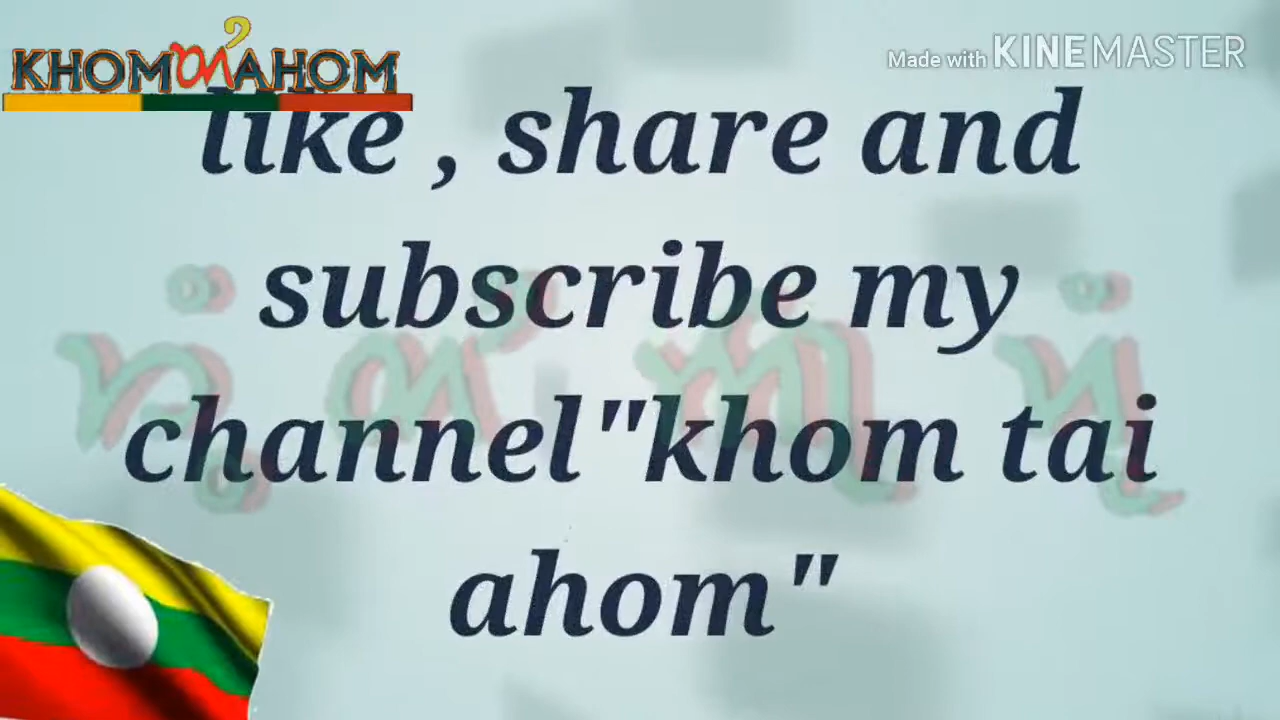 KHOM AHOM
Made with KINEMASTER
like , share and
subscribe my
channel "khom tai
ahom"